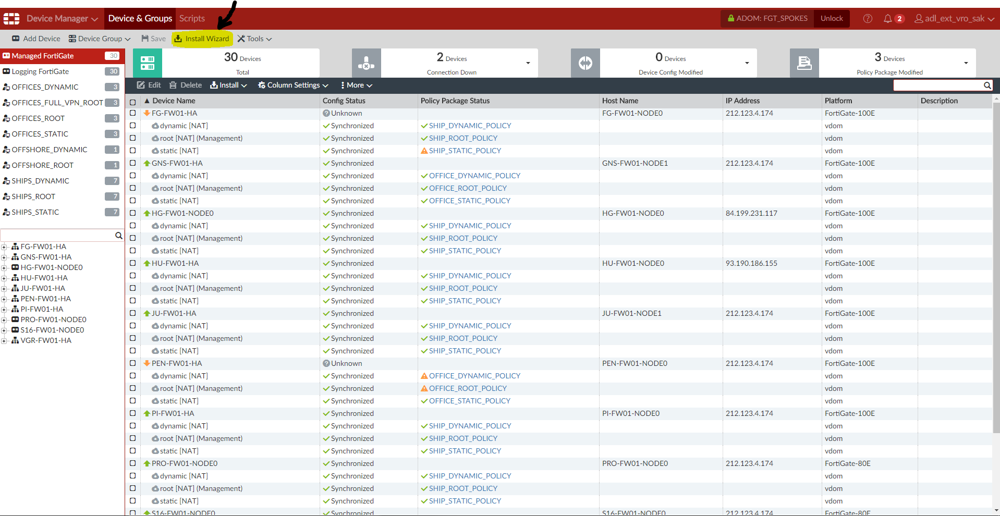 Device Manager Device & Groups Scripts ADOM: FGT_SPOKES Unlock 2 adl_ext_vro_sak
Add Device Device Group Save Install Wizard Tools
Managed FortiGate 30
Logging FortiGate 30
OFFICES_DYNAMIC 3
OFFICES_FULL_VPN_ROOT 3
OFFICES_ROOT 3
OFFICES_STATIC 3
OFFSHORE_DYNAMIC 1
OFFSHORE_ROOT 1
SHIPS_DYNAMIC 7
SHIPS_ROOT 7
SHIPS_STATIC 7
FG-FW01-HA
GNS-FW01-HA
HG-FW01-NODE0
HU-FW01-HA
JU-FW01-HA
PEN-FW01-HA
PI-FW01-HA
PRO-FW01-NODE0
S16-FW01-NODE0
VGR-FW01-HA
30 Devices
Total
2 Devices
Connection Down
0 Devices
Device Config Modified
3 Devices
Policy Package Modified
Edit Delete Install Column Settings More
Device Name Config Status Policy Package Status Host Name IP Address Platform Description
FG-FW01-HA Unknown FG-FW01-NODE0 212.123.4.174 FortiGate-100E
dynamic [NAT] Synchronized SHIP_DYNAMIC_POLICY vdom
root [NAT] (Management) Synchronized SHIP_ROOT_POLICY vdom
static [NAT] Synchronized SHIP_STATIC_POLICY vdom
GNS-FW01-HA Synchronized GNS-FW01-NODE1 212.123.4.174 FortiGate-100E
dynamic [NAT] Synchronized OFFICE_DYNAMIC_POLICY vdom
root [NAT] (Management) Synchronized OFFICE_ROOT_POLICY vdom
static [NAT] Synchronized OFFICE_STATIC_POLICY vdom
HG-FW01-NODE0 Synchronized HG-FW01-NODE0 84.199.231.117 FortiGate-100E
dynamic [NAT] Synchronized SHIP_DYNAMIC_POLICY vdom
root [NAT] (Management) Synchronized SHIP_ROOT_POLICY vdom
static [NAT] Synchronized SHIP_STATIC_POLICY vdom
HU-FW01-HA Synchronized HU-FW01-NODE0 93.190.186.155 FortiGate-100E
dynamic [NAT] Synchronized SHIP_DYNAMIC_POLICY vdom
root [NAT] (Management) Synchronized SHIP_ROOT_POLICY vdom
static [NAT] Synchronized SHIP_STATIC_POLICY vdom
JU-FW01-HA Synchronized JU-FW01-NODE1 212.123.4.174 FortiGate-100E
dynamic [NAT] Synchronized SHIP_DYNAMIC_POLICY vdom
root [NAT] (Management) Synchronized SHIP_ROOT_POLICY vdom
static [NAT] Synchronized SHIP_STATIC_POLICY vdom
PEN-FW01-HA Unknown PEN-FW01-NODE0 212.123.4.174 FortiGate-100E
dynamic [NAT] Synchronized OFFICE_DYNAMIC_POLICY vdom
root [NAT] (Management) Synchronized OFFICE_ROOT_POLICY vdom
static [NAT] Synchronized OFFICE_STATIC_POLICY vdom
PI-FW01-HA Synchronized PI-FW01-NODE0 212.123.4.174 FortiGate-100E
dynamic [NAT] Synchronized SHIP_DYNAMIC_POLICY vdom
root [NAT] (Management) Synchronized SHIP_ROOT_POLICY vdom
static [NAT] Synchronized SHIP_STATIC_POLICY vdom
PRO-FW01-NODE0 Synchronized PRO-FW01-NODE0 212.123.4.174 FortiGate-80E
dynamic [NAT] Synchronized SHIP_DYNAMIC_POLICY vdom
root [NAT] (Management) Synchronized SHIP_ROOT_POLICY vdom
static [NAT] Synchronized SHIP_STATIC_POLICY vdom
S16-FW01-NODE0 Synchronized S16-FW01-NODE0 212.123.4.174 FortiGate-80E